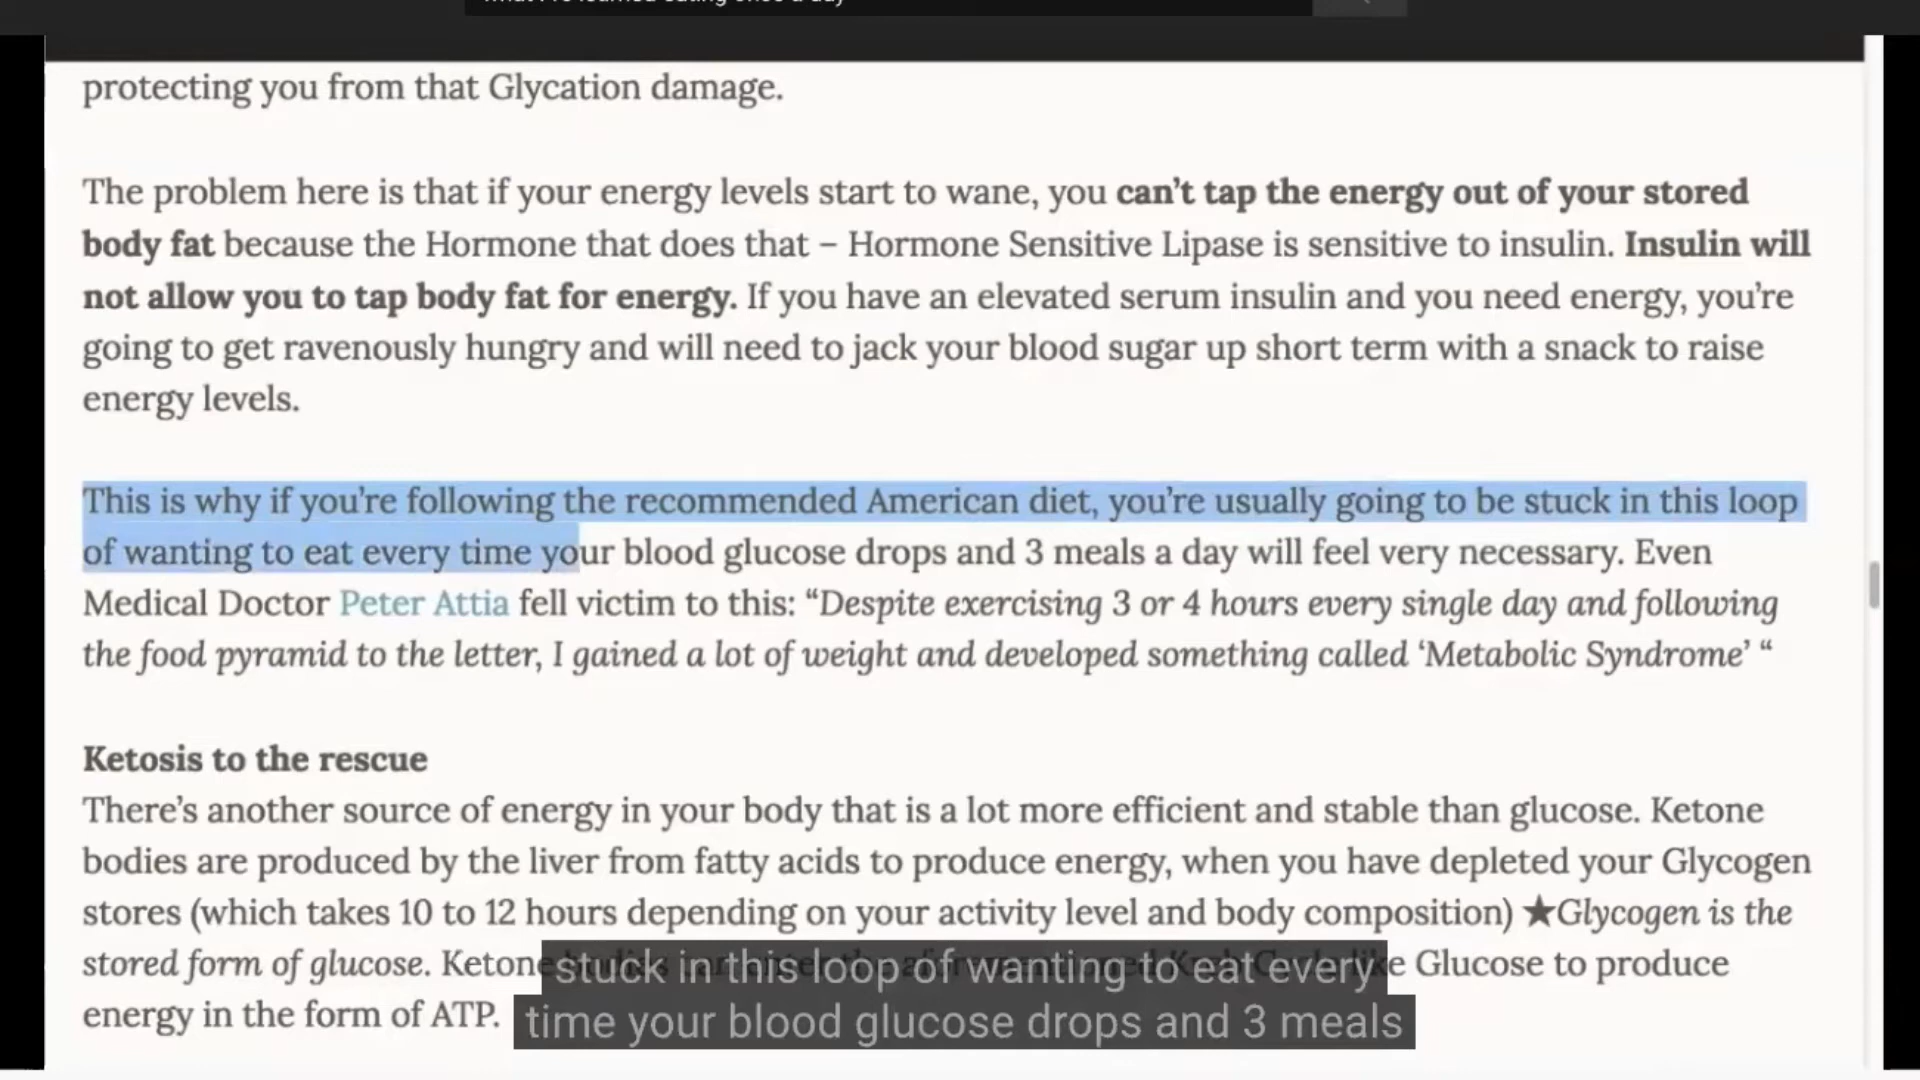 what I've learned eating once a day
protecting you from that Glycation damage.
The problem here is that if your energy levels start to wane, you can't tap the energy out of your stored
body fat because the Hormone that does that – Hormone Sensitive Lipase is sensitive to insulin. Insulin will
not allow you to tap body fat for energy. If you have an elevated serum insulin and you need energy, you're
going to get ravenously hungry and will need to jack your blood sugar up short term with a snack to raise
energy levels.
This is why if you're following the recommended American diet, you're usually going to be stuck in this loop
of wanting to eat every time your blood glucose drops and 3 meals a day will feel very necessary. Even
Medical Doctor Peter Attia fell victim to this: “Despite exercising 3 or 4 hours every single day and following
the food pyramid to the letter, I gained a lot of weight and developed something called ‘Metabolic Syndrome’ “
Ketosis to the rescue
There's another source of energy in your body that is a lot more efficient and stable than glucose. Ketone
bodies are produced by the liver from fatty acids to produce energy, when you have depleted your Glycogen
stores (which takes 10 to 12 hours depending on your activity level and body composition) ★Glycogen is the
stored form of glucose. Ketone Glucose to produce
energy in the form of ATP.
stuck in this loop of wanting to eat every
time your blood glucose drops and 3 meals